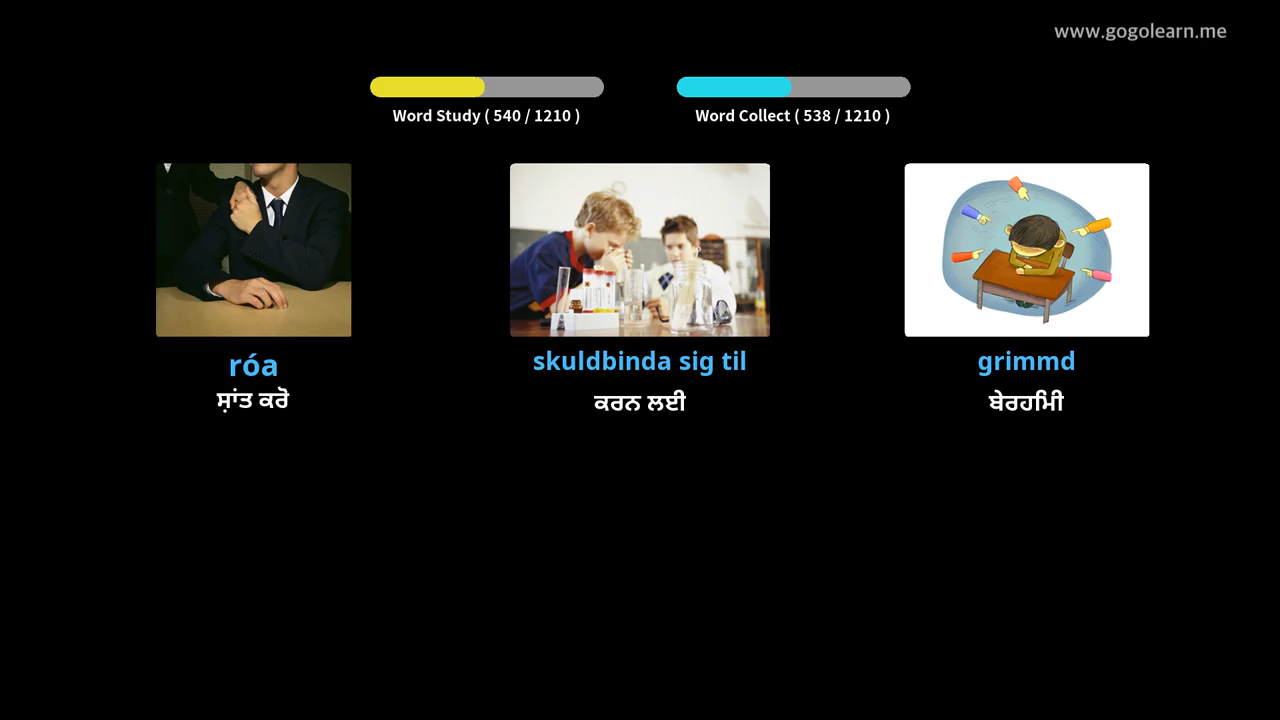 www.gogolearn.me
Word Study ( 540 / 1210 )
Word Collect ( 538 / 1210 )
róa
ਸ਼ਾਂਤ ਕਰੋ
skuldbinda sig til
ਕਰਨ ਲਈ
grimmd
ਬੇਰਹਿਮੀ